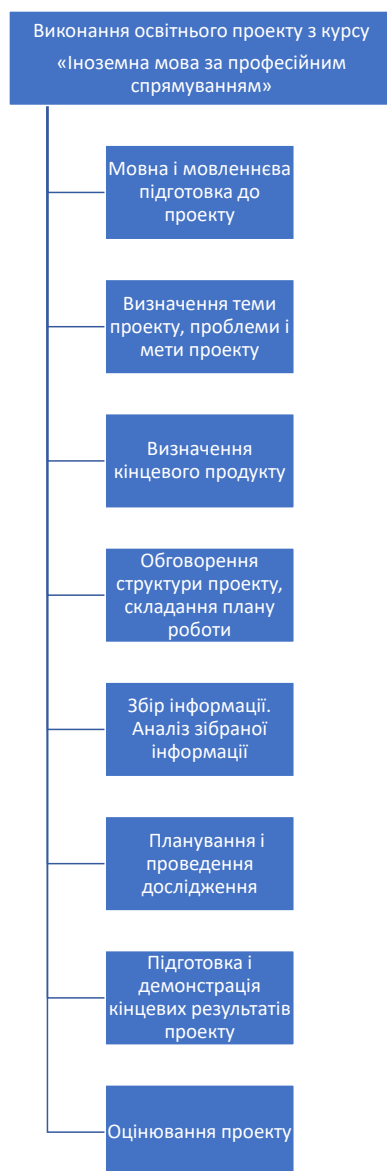 Виконання освітнього проекту з курсу
«Іноземна мова за професійним
спрямуванням»
Мовна і мовленнєва
підготовка до
проекту
Визначення теми
проекту, проблеми і
мети проекту
Визначення
кінцевого продукту
Обговорення
структури проекту,
складання плану
роботи
Збір інформації.
Аналіз зібраної
інформації
Планування і
проведення
дослідження
Підготовка і
демонстрація
кінцевих результатів
проекту
Оцінювання проекту